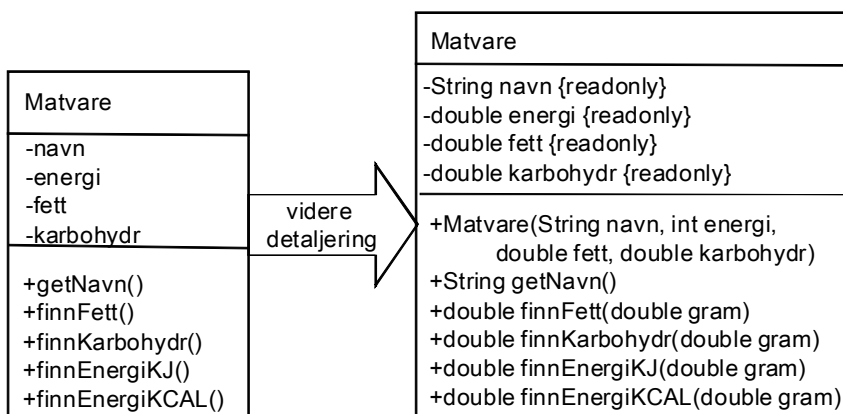 Matvare
-navn
-energi
-fett
-karbohydr
+getNavn()
+finnFett()
+finnKarbohydr()
+finnEnergiKJ()
+finnEnergiKCAL()
videre
detaljering
Matvare
-String navn {readonly}
-double energi {readonly}
-double fett {readonly}
-double karbohydr {readonly}
+Matvare(String navn, int energi,
double fett, double karbohydr)
+String getNavn()
+double finnFett(double gram)
+double finnKarbohydr(double gram)
+double finnEnergiKJ(double gram)
+double finnEnergiKCAL(double gram)